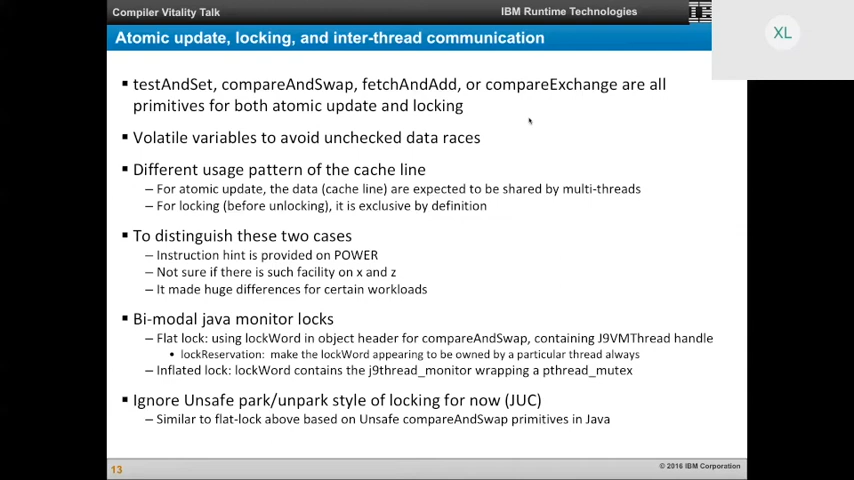 Compiler Vitality Talk
IBM Runtime Technologies
IBM
XL
Atomic update, locking, and inter-thread communication
▪ testAndSet, compareAndSwap, fetchAndAdd, or compareExchange are all
primitives for both atomic update and locking
▪ Volatile variables to avoid unchecked data races
▪ Different usage pattern of the cache line
– For atomic update, the data (cache line) are expected to be shared by multi-threads
– For locking (before unlocking), it is exclusive by definition
▪ To distinguish these two cases
– Instruction hint is provided on POWER
– Not sure if there is such facility on x and z
– It made huge differences for certain workloads
▪ Bi-modal java monitor locks
– Flat lock: using lockWord in object header for compareAndSwap, containing J9VMThread handle
• lockReservation: make the lockWord appearing to be owned by a particular thread always
– Inflated lock: lockWord contains the j9thread_monitor wrapping a pthread_mutex
▪ Ignore Unsafe park/unpark style of locking for now (JUC)
– Similar to flat-lock above based on Unsafe compareAndSwap primitives in Java
13
© 2016 IBM Corporation